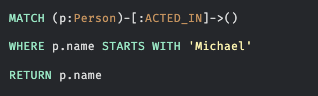 MATCH (p:Person)-[:ACTED_IN]->()
WHERE p.name STARTS WITH 'Michael'
RETURN p.name